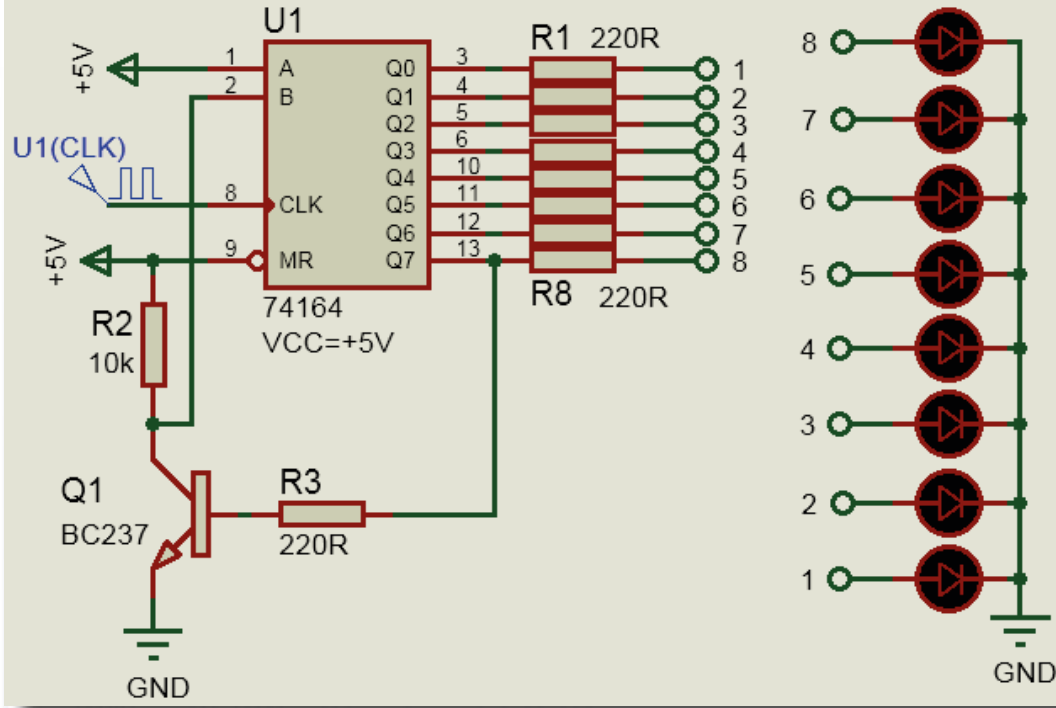 U1
R1 220R
+5V
1 A Q0 3 1
2 B Q1 4 2
Q2 5 3
U1(CLK)
Q3 6 4
Q4 10 5
8 CLK Q5 11 6
Q6 12 7
+5V
9 MR Q7 13 8
R8 220R
74164
VCC=+5V
R2
10k
Q1
BC237
R3
220R
GND
8
7
6
5
4
3
2
1
GND